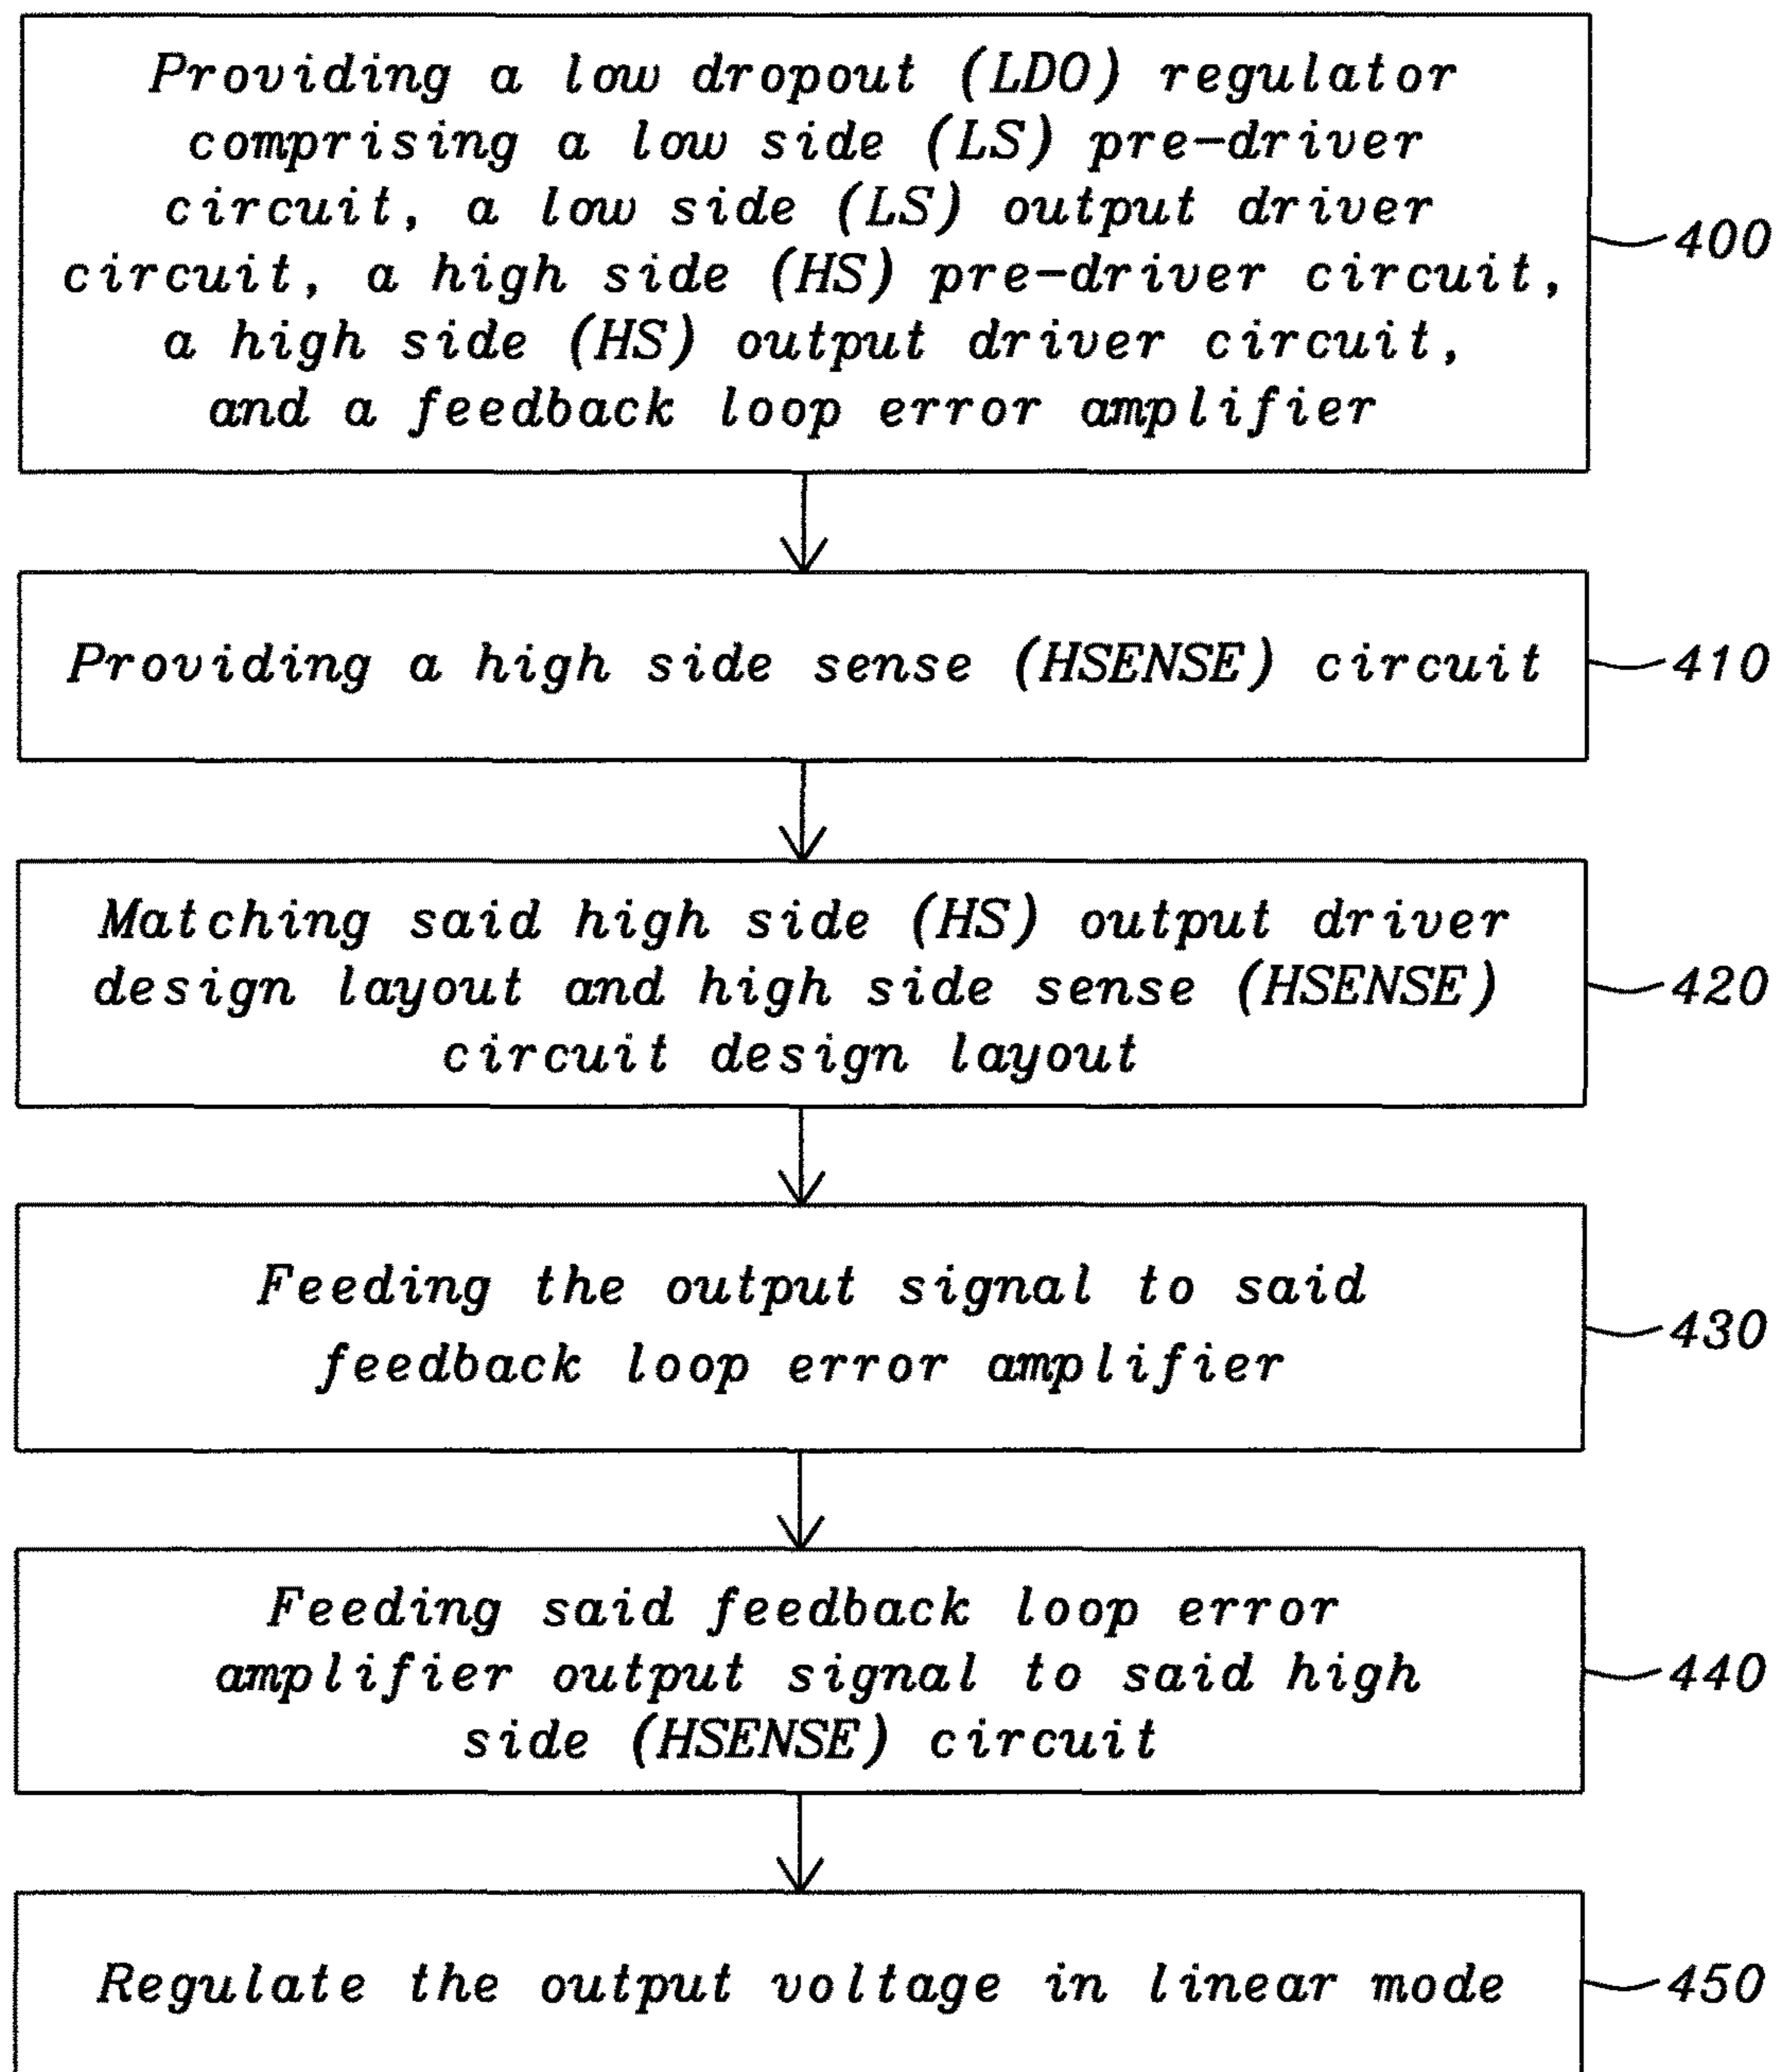 Providing a low dropout (LDO) regulator
comprising a low side (LS) pre-driver
circuit, a low side (LS) output driver
circuit, a high side (HS) pre-driver circuit,
a high side (HS) output driver circuit,
and a feedback loop error amplifier
400
Providing a high side sense (HSENSE) circuit
410
Matching said high side (HS) output driver
design layout and high side sense (HSENSE)
circuit design layout
420
Feeding the output signal to said
feedback loop error amplifier
430
Feeding said feedback loop error
amplifier output signal to said high
side (HSENSE) circuit
440
Regulate the output voltage in linear mode
450